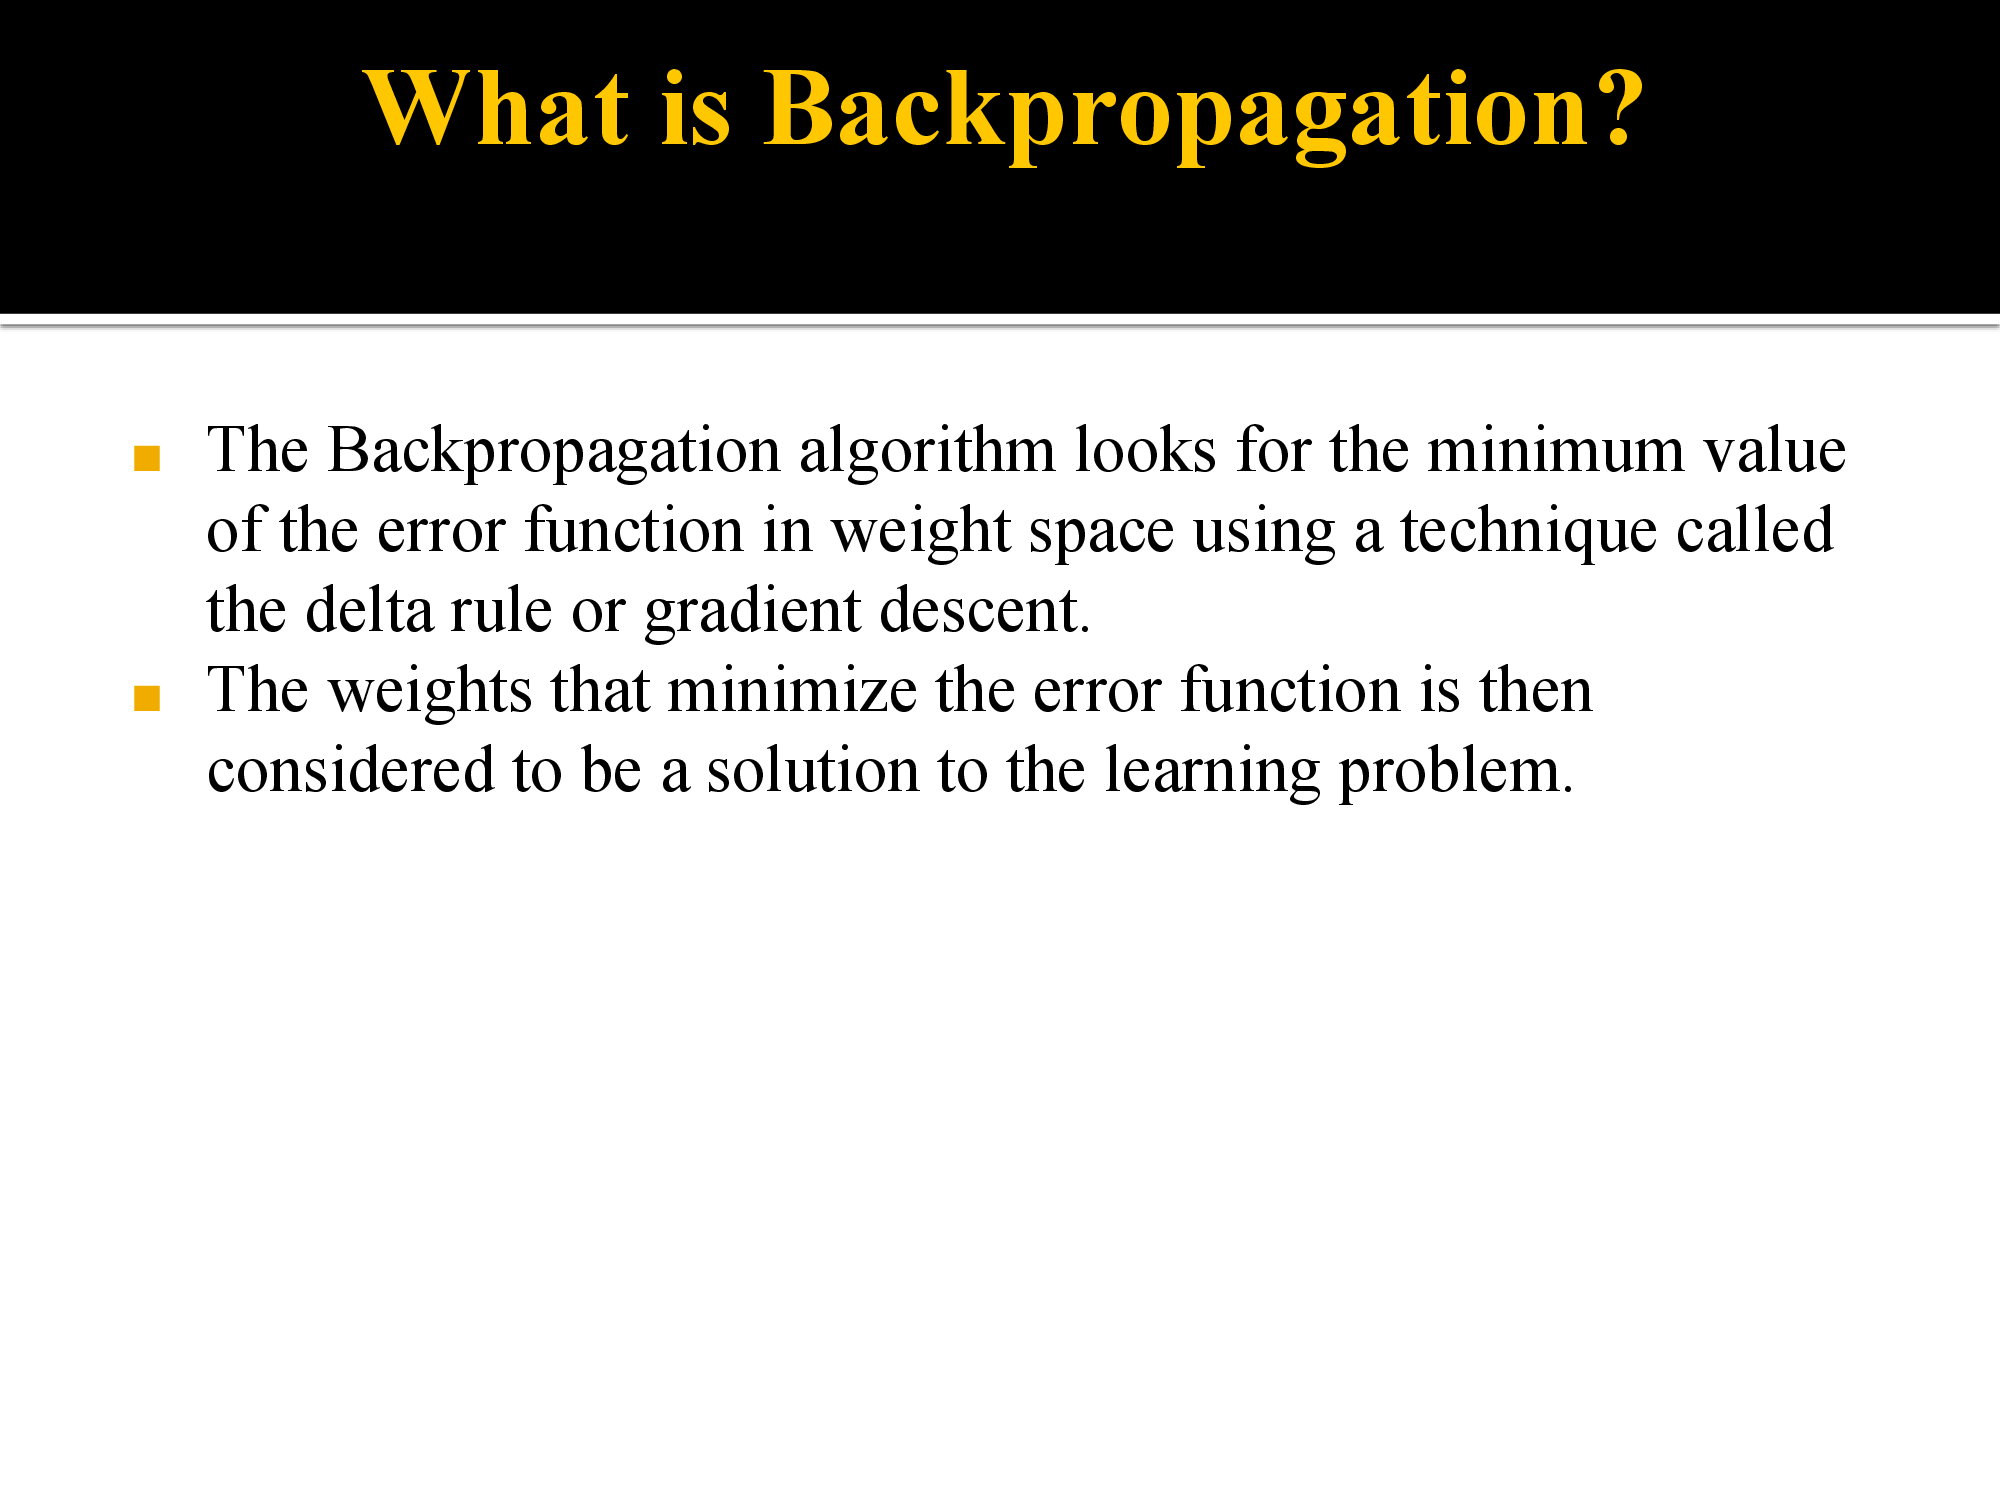 What is Backpropagation?
■ The Backpropagation algorithm looks for the minimum value
of the error function in weight space using a technique called
the delta rule or gradient descent.
■ The weights that minimize the error function is then
considered to be a solution to the learning problem.